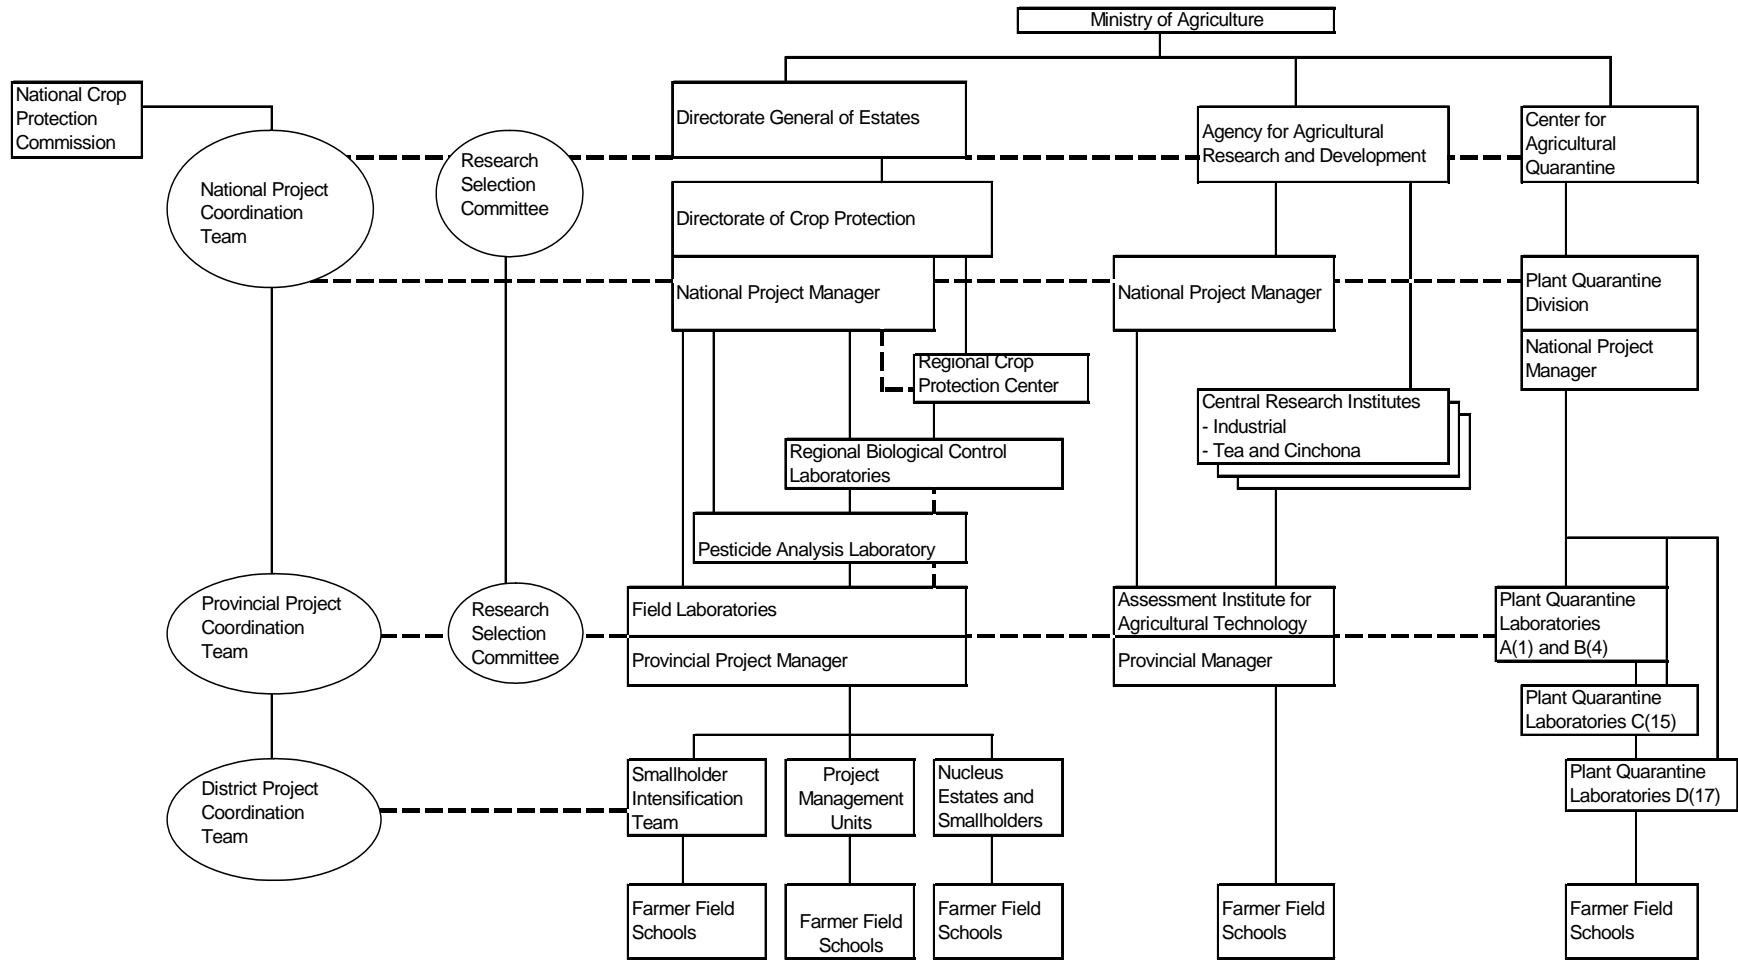 Ministry of Agriculture
National Crop
Protection
Commission
Directorate General of Estates
Agency for Agricultural
Research and Development
Center for
Agricultural
Quarantine
National Project
Coordination
Team
Research
Selection
Committee
Directorate of Crop Protection
National Project Manager
National Project Manager
Plant Quarantine
Division
National Project
Manager
Regional Crop
Protection Center
Central Research Institutes
- Industrial
- Tea and Cinchona
Regional Biological Control
Laboratories
Pesticide Analysis Laboratory
Provincial Project
Coordination
Team
Research
Selection
Committee
Field Laboratories
Provincial Project Manager
Assessment Institute for
Agricultural Technology
Provincial Manager
Plant Quarantine
Laboratories
A(1) and B(4)
Plant Quarantine
Laboratories C(15)
District Project
Coordination
Team
Smallholder
Intensification
Team
Project
Management
Units
Nucleus
Estates and
Smallholders
Plant Quarantine
Laboratories D(17)
Farmer Field
Schools
Farmer Field
Schools
Farmer Field
Schools
Farmer Field
Schools
Farmer Field
Schools